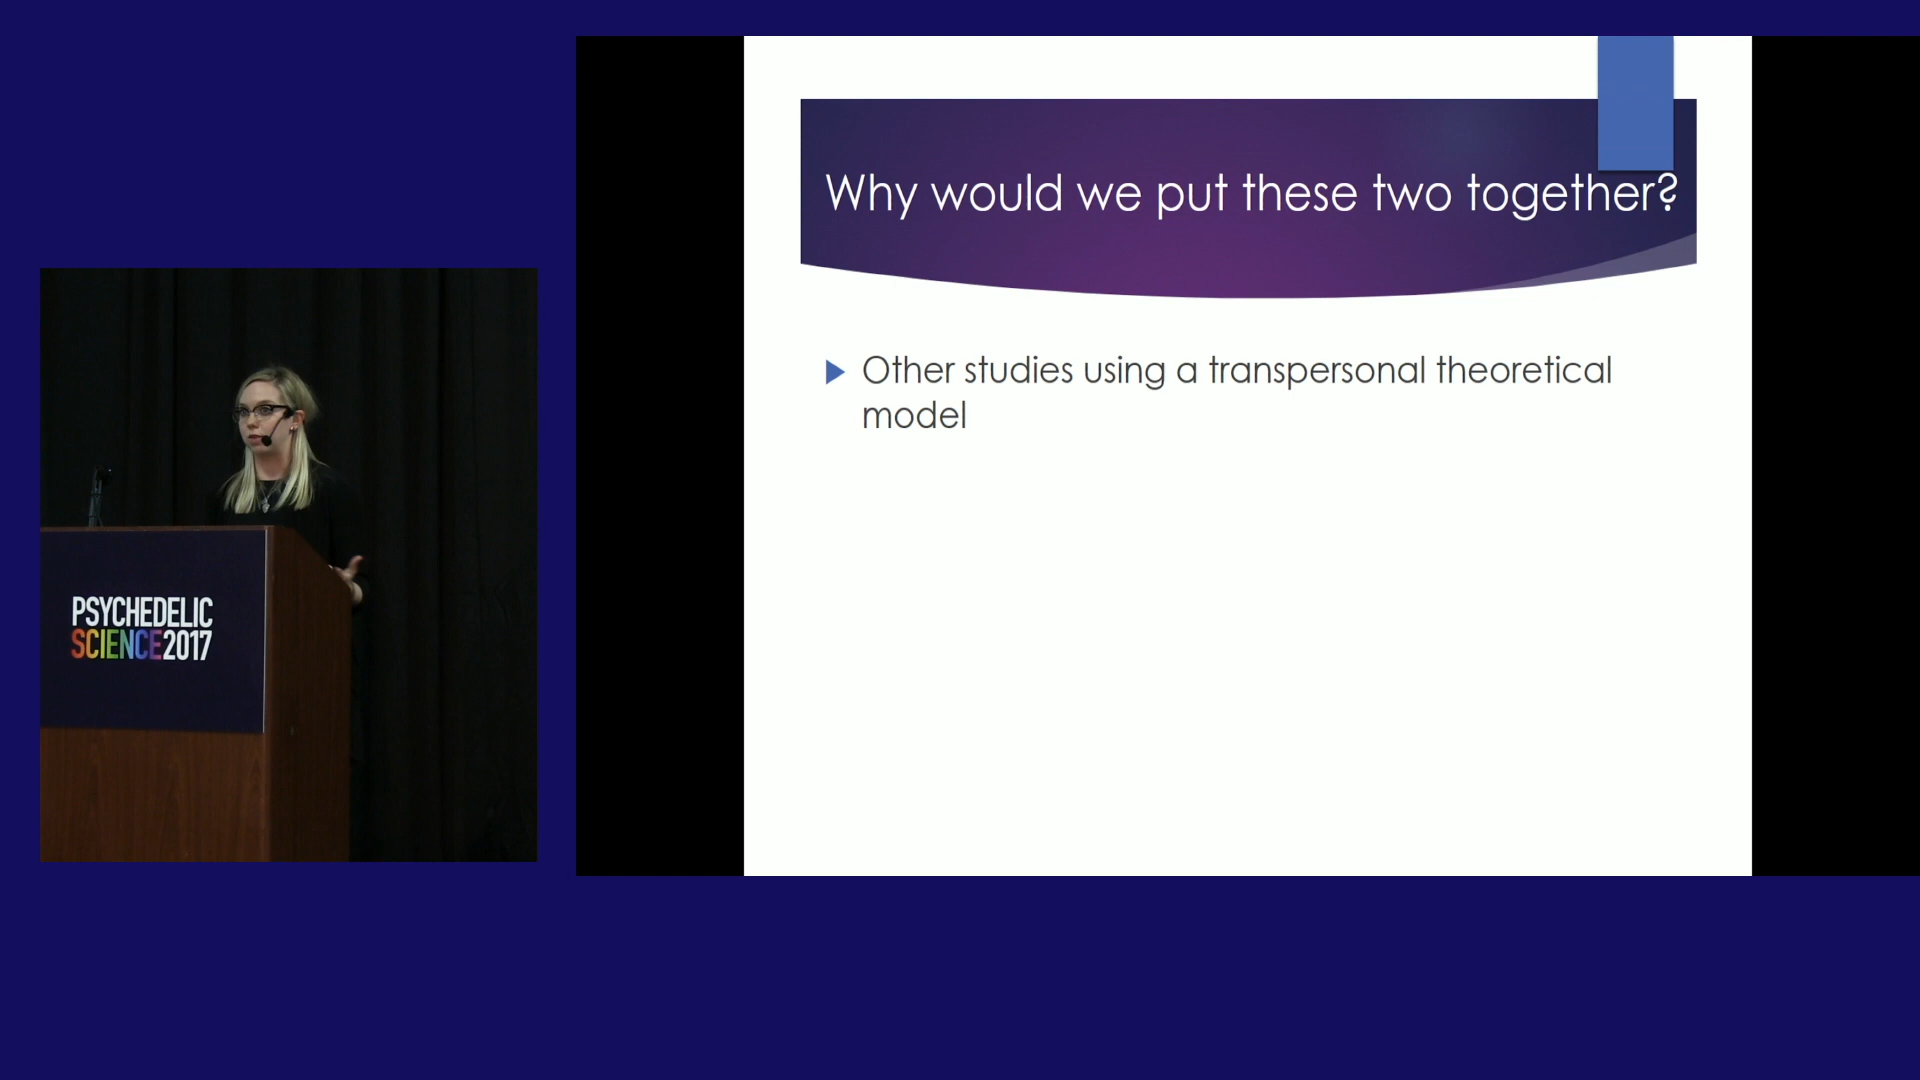 Why would we put these two together?
Other studies using a transpersonal theoretical
model
PSYCHEDELIC
SCIENCE2017